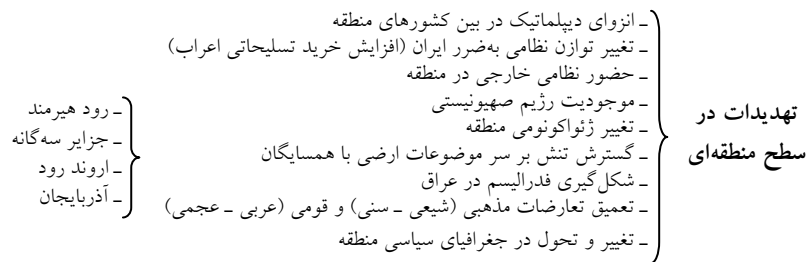 تهدیدات در
سطح منطقه‌ای
ـ انزوای دیپلماتیک در بین کشورهای منطقه
ـ تغییر توازن نظامی به‌ضرر ایران (افزایش خرید تسلیحاتی اعراب)
ـ حضور نظامی خارجی در منطقه
ـ موجودیت رژیم صهیونیستی
ـ تغییر ژئواکونومی منطقه
ـ گسترش تنش بر سر موضوعات ارضی با همسایگان
ـ شکل‌گیری فدرالیسم در عراق
ـ تعمیق تعارضات مذهبی (شیعی ـ سنی) و قومی (عربی ـ عجمی)
ـ تغییر و تحول در جغرافیای سیاسی منطقه
ـ رود هیرمند
ـ جزایر سه‌گانه
ـ اروند رود
ـ آذربایجان